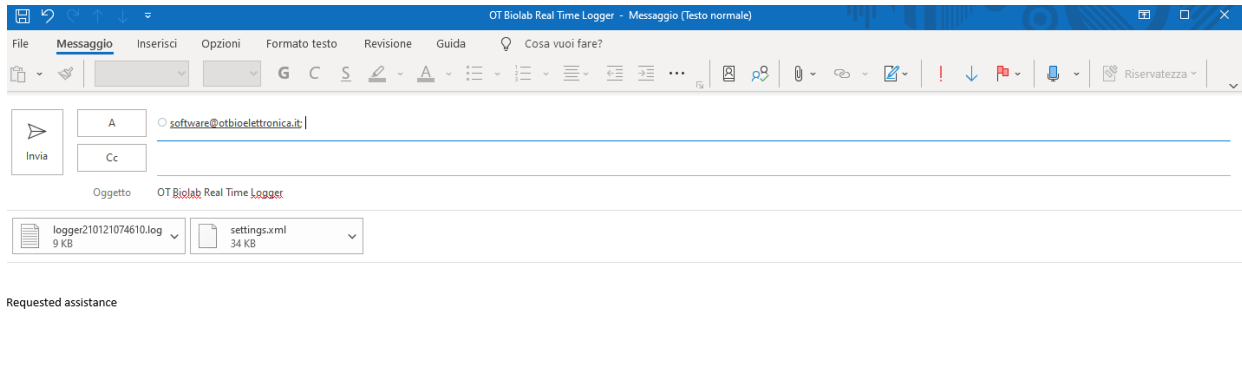 OT Biolab Real Time Logger - Messaggio (Testo normale)
File Messaggio Inserisci Opzioni Formato testo Revisione Guida Cosa vuoi fare?
G C S A Riservatezza
A software@otbioelettronica.it;
Invia
Cc
Oggetto OT Biolab Real Time Logger
logger210121074610.log settings.xml
9 KB 34 KB
Requested assistance